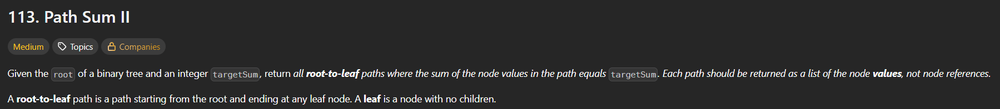 113. Path Sum II
Medium Topics Companies
Given the root of a binary tree and an integer targetSum, return all root-to-leaf paths where the sum of the node values in the path equals targetSum. Each path should be returned as a list of the node values, not node references.
A root-to-leaf path is a path starting from the root and ending at any leaf node. A leaf is a node with no children.